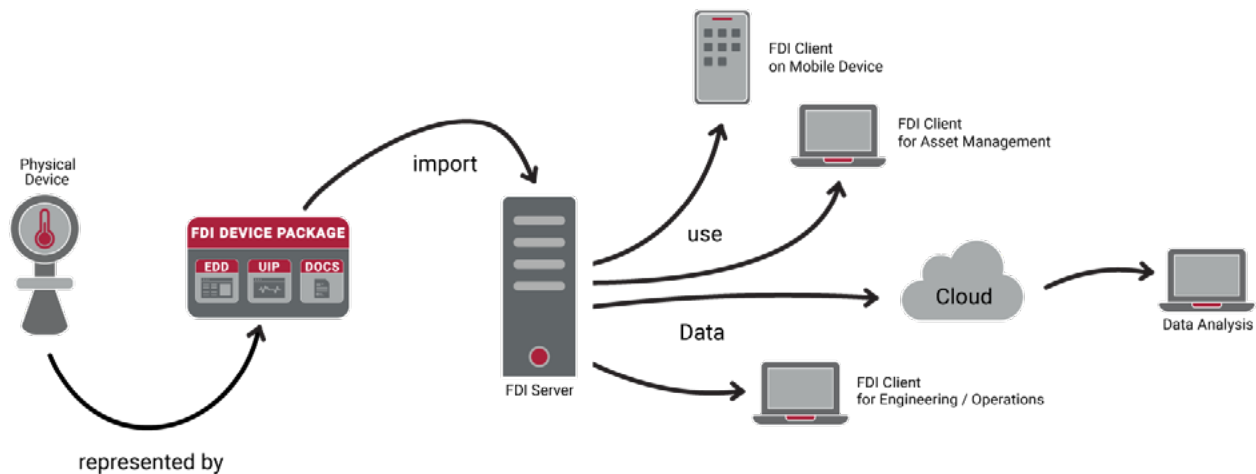 Physical
Device
FDI DEVICE PACKAGE
EDD
UIP
DOCS
represented by
import
FDI Server
use
Data
FDI Client
on Mobile Device
FDI Client
for Asset Management
Cloud
Data Analysis
FDI Client
for Engineering / Operations